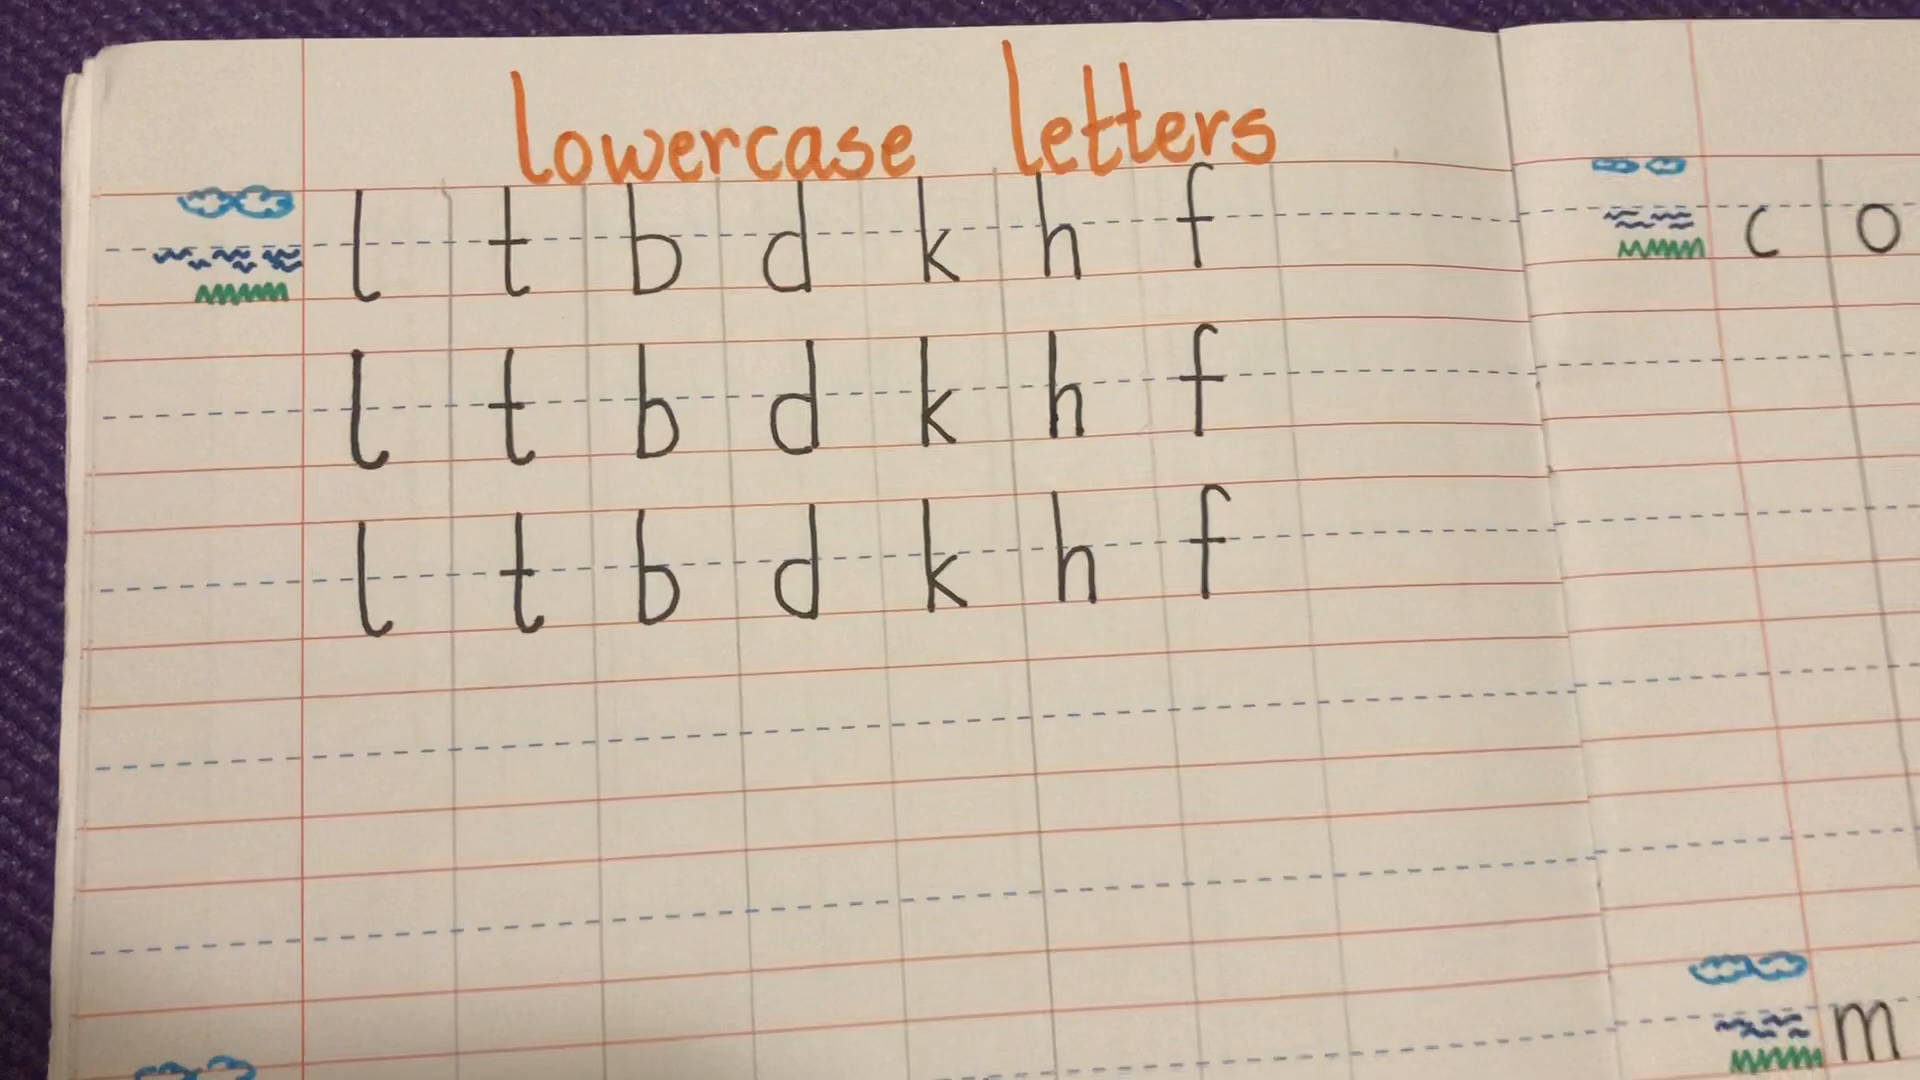 lowercase letters
l t b d k h f
l t b d k h f
l t b d k h f
c o
m